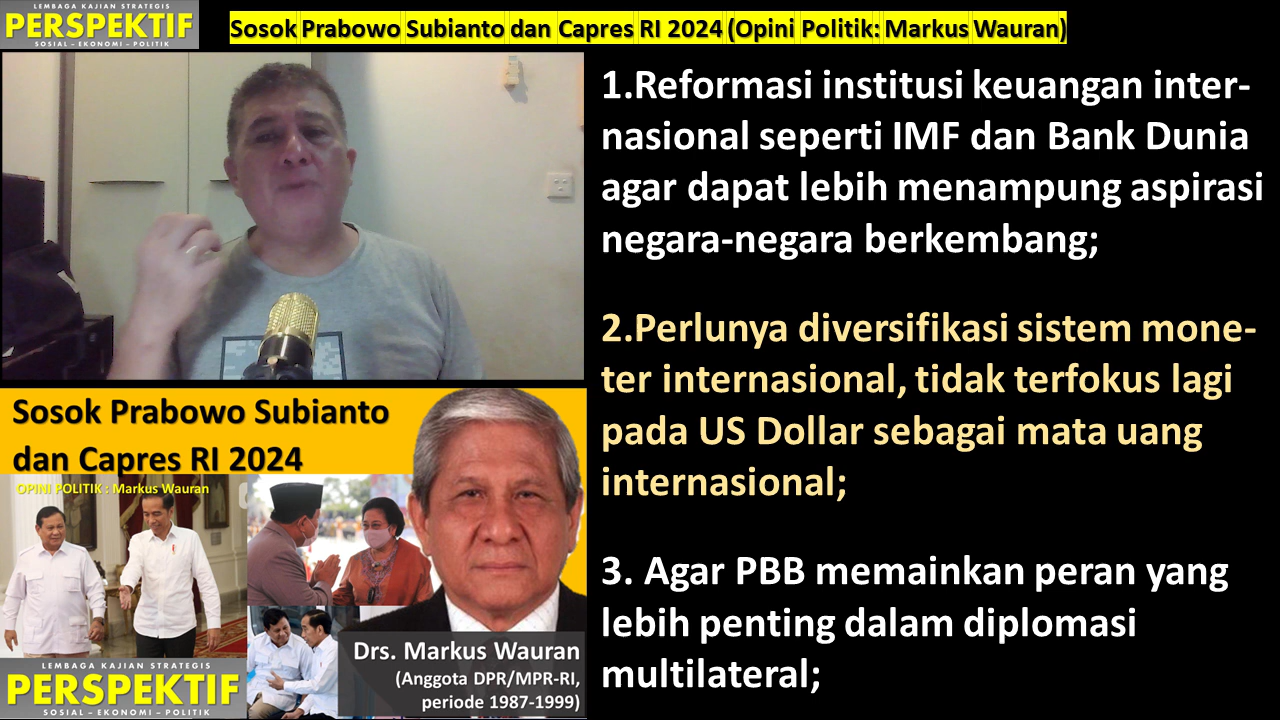 LEMBAGA KAJIAN STRATEGIS
PERSPEKTIF
SOSIAL – EKONOMI – POLITIK
Sosok Prabowo Subianto dan Capres RI 2024 (Opini Politik: Markus Wauran)
1.Reformasi institusi keuangan inter-
nasional seperti IMF dan Bank Dunia
agar dapat lebih menampung aspirasi
negara-negara berkembang;
2.Perlunya diversifikasi sistem mone-
ter internasional, tidak terfokus lagi
pada US Dollar sebagai mata uang
internasional;
3. Agar PBB memainkan peran yang
lebih penting dalam diplomasi
multilateral;
Sosok Prabowo Subianto
dan Capres RI 2024
OPINI POLITIK : Markus Wauran
Drs. Markus Wauran
(Anggota DPR/MPR-RI,
periode 1987-1999)
LEMBAGA KAJIAN STRATEGIS
PERSPEKTIF
SOSIAL – EKONOMI – POLITIK